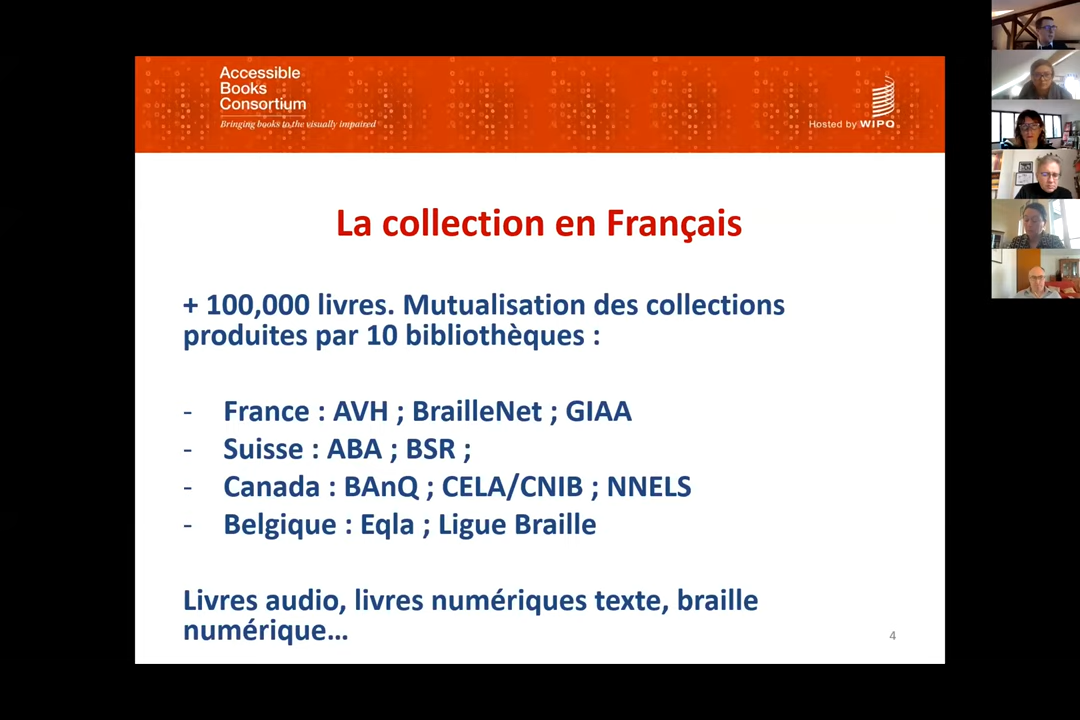 Accessible
Books
Consortium
Bringing books to the visually impaired
Hosted by WIPO
La collection en Français
+ 100,000 livres. Mutualisation des collections
produites par 10 bibliothèques :
- France : AVH ; BrailleNet ; GIAA
- Suisse : ABA ; BSR ;
- Canada : BAnQ ; CELA/CNIB ; NNELS
- Belgique : Eqla ; Ligue Braille
Livres audio, livres numériques texte, braille
numérique…
4